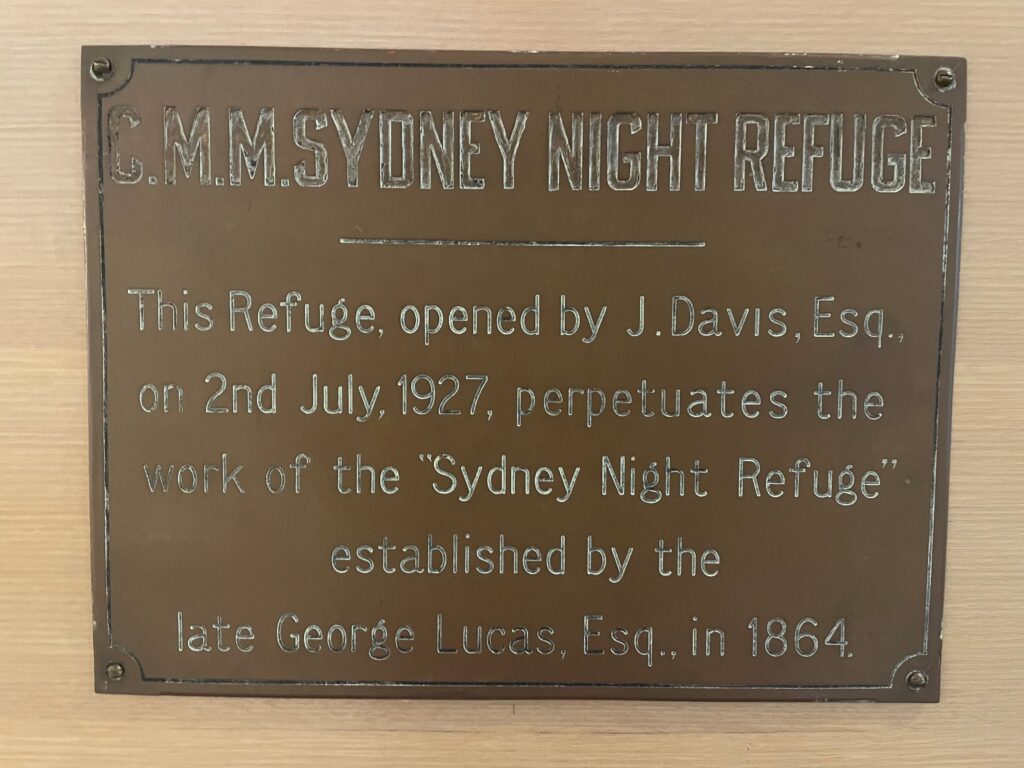 C.M.M. SYDNEY NIGHT REFUGE
This Refuge, opened by J. Davis, Esq.,
on 2nd July, 1927, perpetuates the
work of the "Sydney Night Refuge"
established by the
late George Lucas, Esq., in 1864.